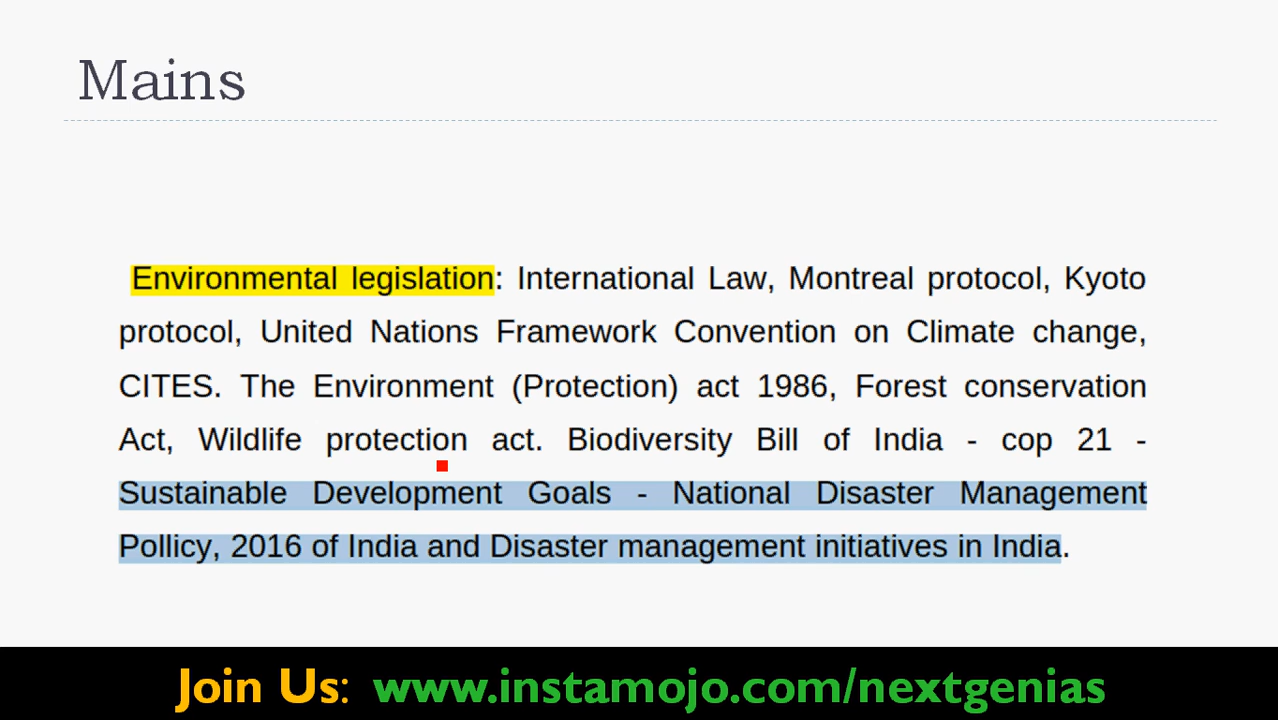 Mains
Environmental legislation: International Law, Montreal protocol, Kyoto
protocol, United Nations Framework Convention on Climate change,
CITES. The Environment (Protection) act 1986, Forest conservation
Act, Wildlife protection act. Biodiversity Bill of India - cop 21 -
Sustainable Development Goals - National Disaster Management
Pollicy, 2016 of India and Disaster management initiatives in India.
Join Us: www.instamojo.com/nextgenias